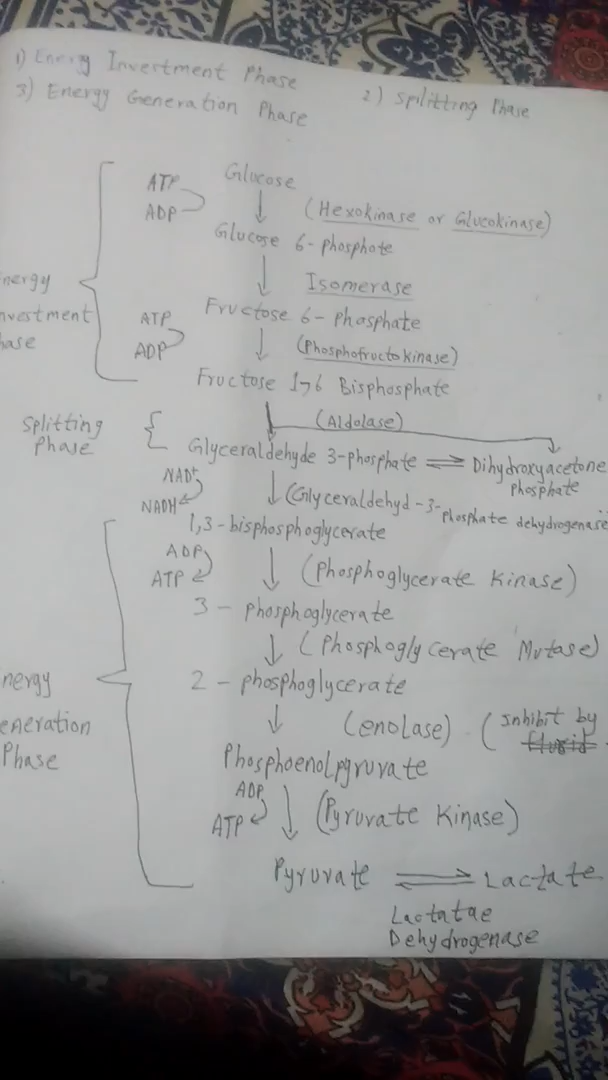 1) Energy Investment Phase
2) Splitting Phase
3) Energy Generation Phase
Glucose
ATP
ADP
(Hexokinase or Glucokinase)
Glucose 6-phosphate
Isomerase
nergy
nvestment
hase
Fructose 6-Phosphate
ATP
ADP
(Phosphofructokinase)
Fructose 1→6 Bisphosphate
(Aldolase)
Splitting
Phase
Glyceraldehyde 3-phosphate ⇌ Dihydroxyacetone
phosphate
NAD+
NADH
(Glyceraldehyd-3-phosphate dehydrogenase
1,3-bisphosphoglycerate
ADP
ATP
(Phosphoglycerate Kinase)
3-phosphoglycerate
(Phosphoglycerate Mutase)
2-phosphoglycerate
nergy
eneration
Phase
(enolase) (Inhibit by
Phosphoenolpyruvate
ADP
ATP
(Pyruvate Kinase)
Pyruvate ⇌ Lactate
Lactatae
Dehydrogenase